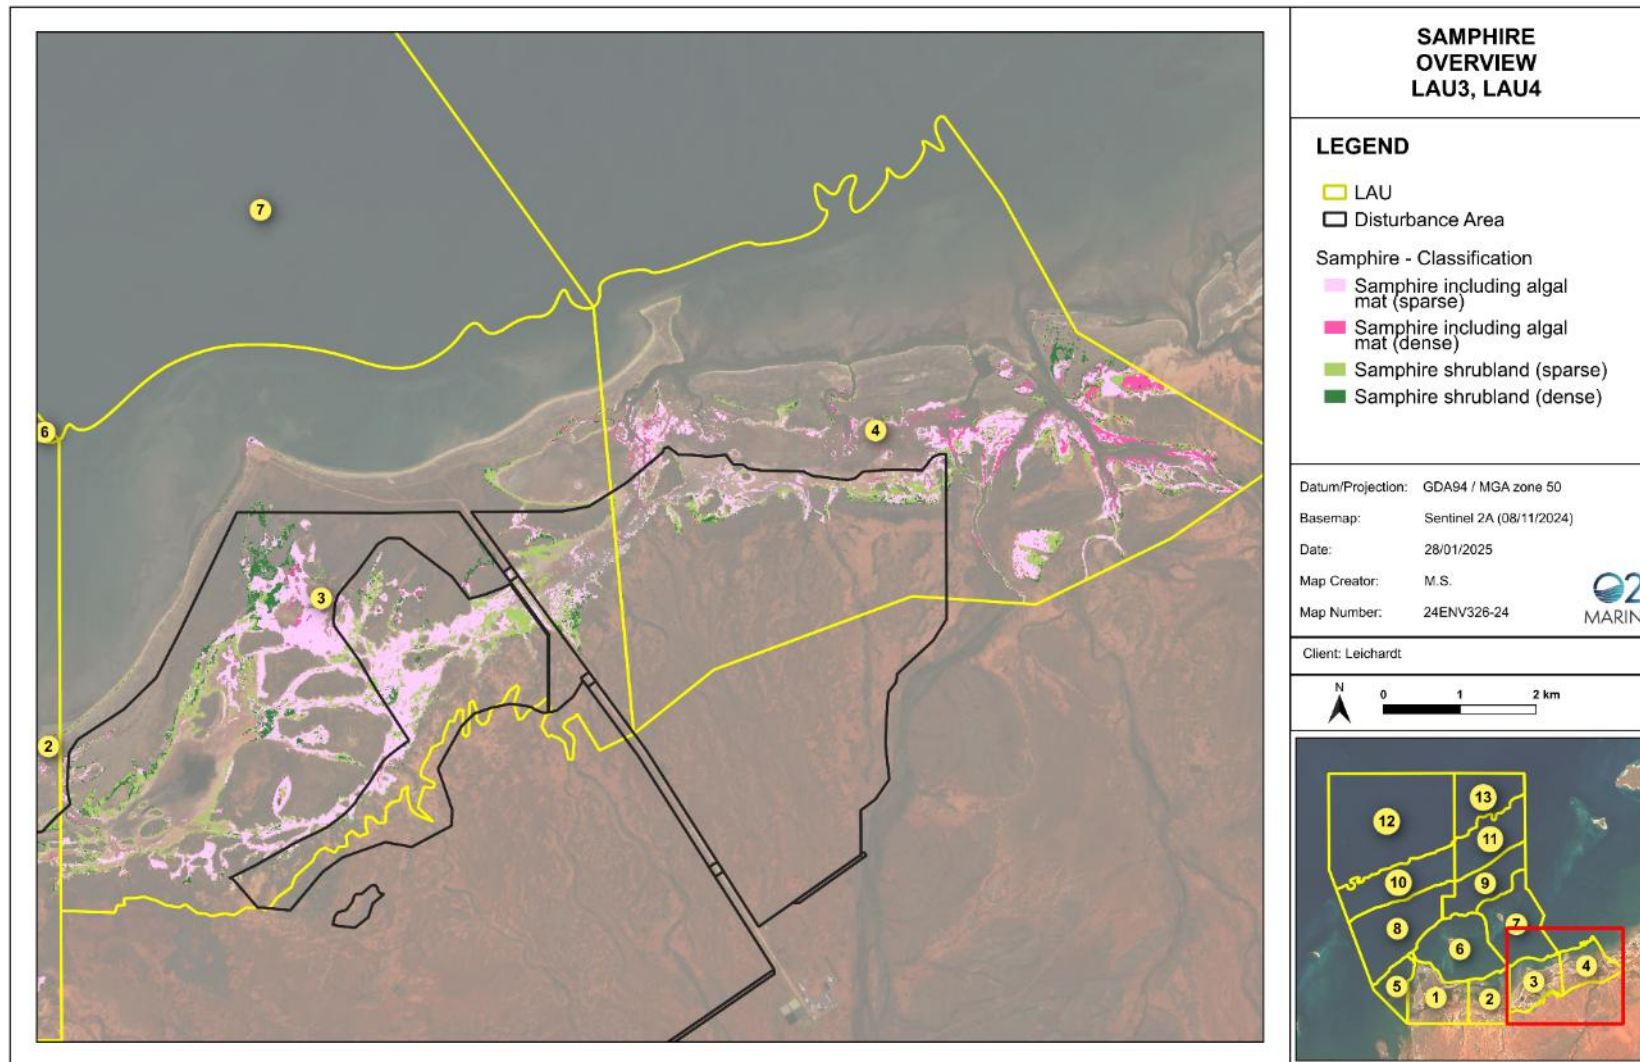 SAMPHIRE
OVERVIEW
LAU3, LAU4
LEGEND
LAU
Disturbance Area
Samphire - Classification
Samphire including algal
mat (sparse)
Samphire including algal
mat (dense)
Samphire shrubland (sparse)
Samphire shrubland (dense)
Datum/Projection: GDA94 / MGA zone 50
Basemap: Sentinel 2A (08/11/2024)
Date: 28/01/2025
Map Creator: M.S.
Map Number: 24ENV326-24
O2
MARIN
Client: Leichardt
N
0 1 2 km
7
6
4
3
2
13
12
11
10
9
8
7
6
5
4
3
1
2